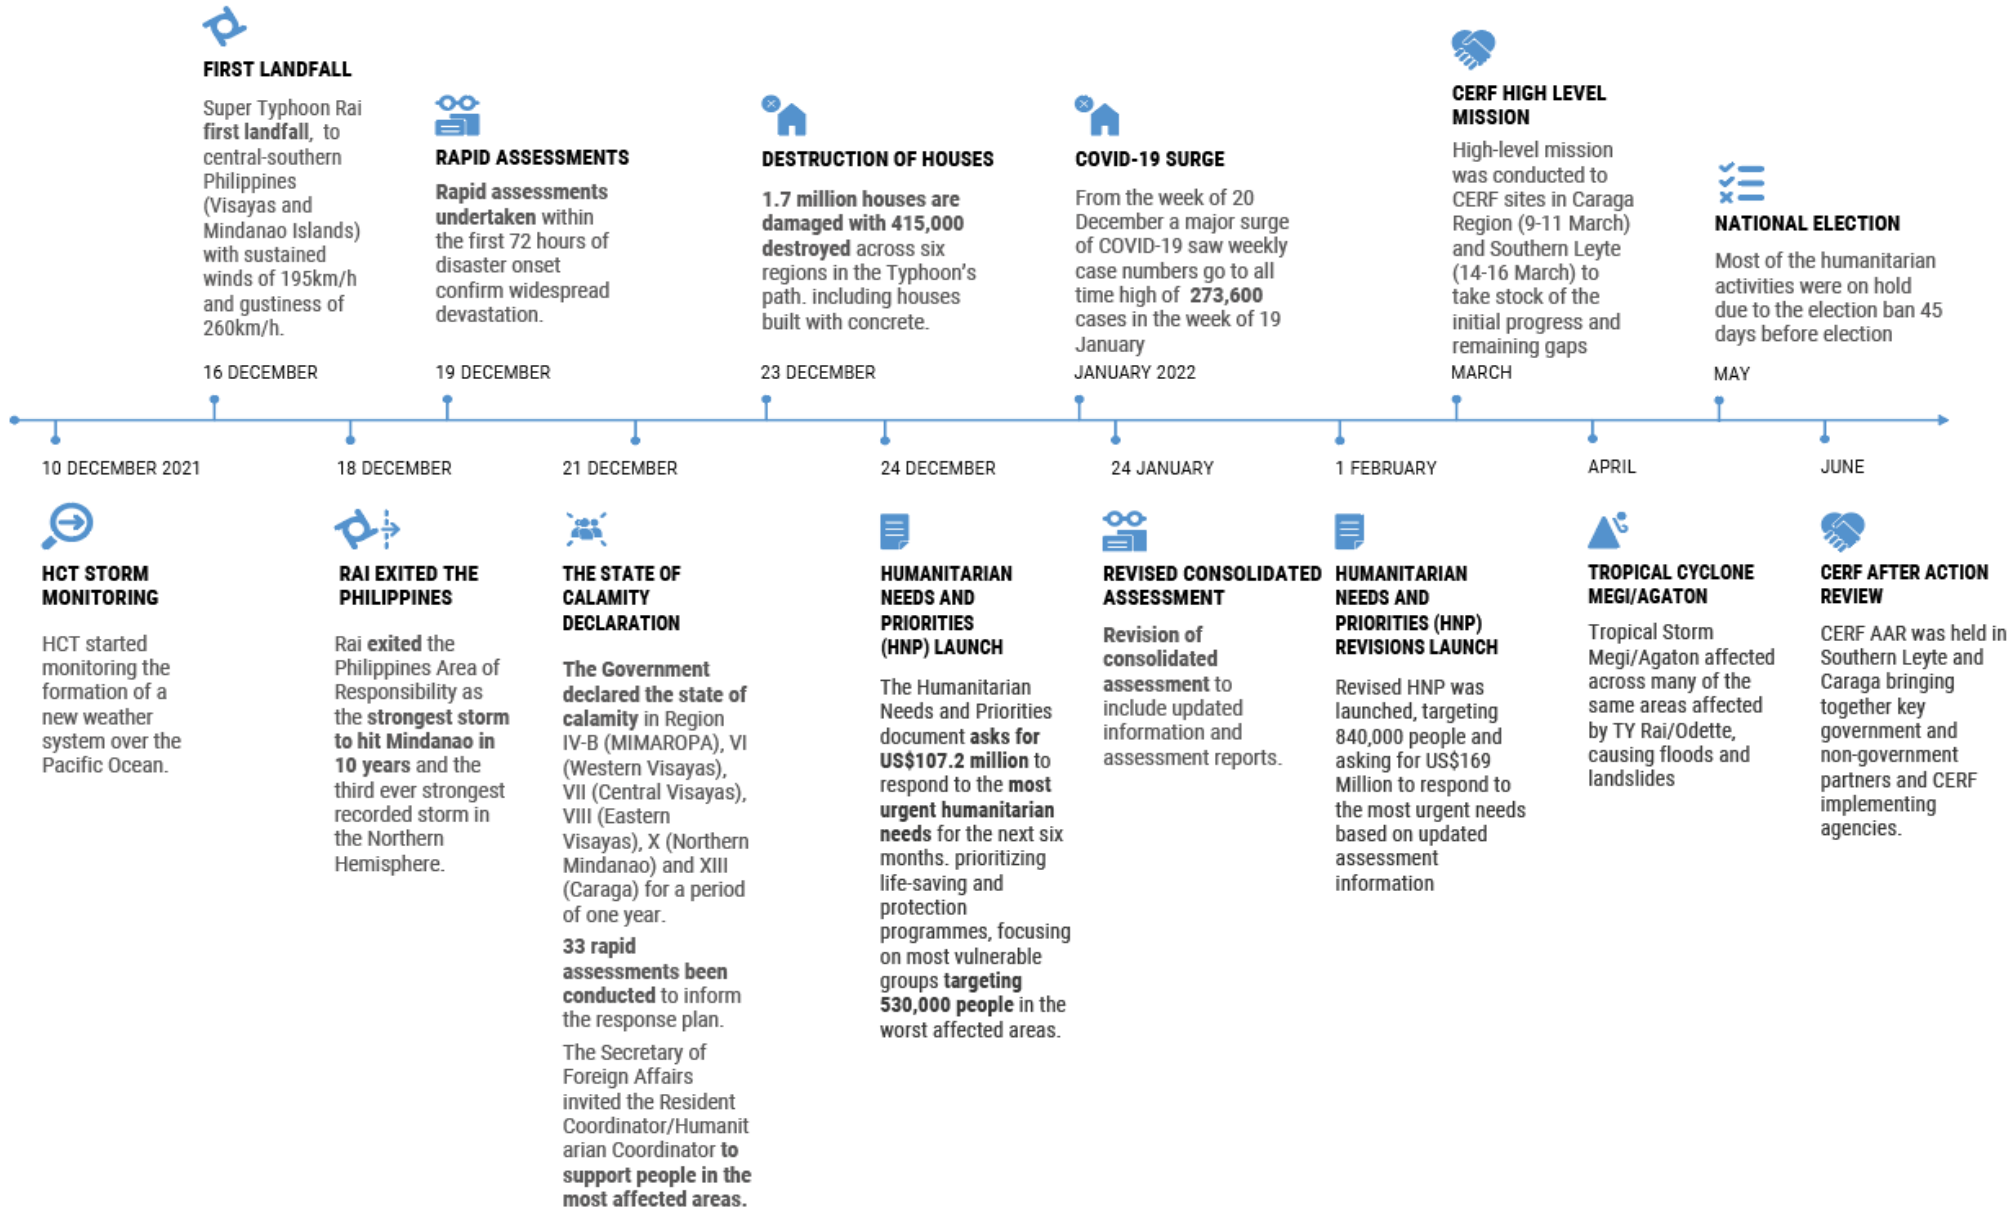 FIRST LANDFALL
Super Typhoon Rai
first landfall, to
central-southern
Philippines
(Visayas and
Mindanao Islands)
with sustained
winds of 195km/h
and gustiness of
260km/h.
16 DECEMBER
RAPID ASSESSMENTS
Rapid assessments
undertaken within
the first 72 hours of
disaster onset
confirm widespread
devastation.
19 DECEMBER
DESTRUCTION OF HOUSES
1.7 million houses are
damaged with 415,000
destroyed across six
regions in the Typhoon's
path. including houses
built with concrete.
23 DECEMBER
COVID-19 SURGE
From the week of 20
December a major surge
of COVID-19 saw weekly
case numbers go to all
time high of 273,600
cases in the week of 19
January
JANUARY 2022
CERF HIGH LEVEL
MISSION
High-level mission
was conducted to
CERF sites in Caraga
Region (9-11 March)
and Southern Leyte
(14-16 March) to
take stock of the
initial progress and
remaining gaps
MARCH
NATIONAL ELECTION
Most of the humanitarian
activities were on hold
due to the election ban 45
days before election
MAY
10 DECEMBER 2021
HCT STORM
MONITORING
HCT started
monitoring the
formation of a
new weather
system over the
Pacific Ocean.
18 DECEMBER
RAI EXITED THE
PHILIPPINES
Rai exited the
Philippines Area of
Responsibility as
the strongest storm
to hit Mindanao in
10 years and the
third ever strongest
recorded storm in
the Northern
Hemisphere.
21 DECEMBER
THE STATE OF
CALAMITY
DECLARATION
The Government
declared the state of
calamity in Region
IV-B (MIMAROPA), VI
(Western Visayas),
VII (Central Visayas),
VIII (Eastern
Visayas), X (Northern
Mindanao) and XIII
(Caraga) for a period
of one year.
33 rapid
assessments been
conducted to inform
the response plan.
The Secretary of
Foreign Affairs
invited the Resident
Coordinator/Humanit
arian Coordinator to
support people in the
most affected areas.
24 DECEMBER
HUMANITARIAN
NEEDS AND
PRIORITIES
(HNP) LAUNCH
The Humanitarian
Needs and Priorities
document asks for
US$107.2 million to
respond to the most
urgent humanitarian
needs for the next six
months. prioritizing
life-saving and
protection
programmes, focusing
on most vulnerable
groups targeting
530,000 people in the
worst affected areas.
24 JANUARY
REVISED CONSOLIDATED
ASSESSMENT
Revision of
consolidated
assessment to
include updated
information and
assessment reports.
1 FEBRUARY
HUMANITARIAN
NEEDS AND
PRIORITIES (HNP)
REVISIONS LAUNCH
Revised HNP was
launched, targeting
840,000 people and
asking for US$169
Million to respond to
the most urgent needs
based on updated
assessment
information
APRIL
TROPICAL CYCLONE
MEGI/AGATON
Tropical Storm
Megi/Agaton affected
across many of the
same areas affected
by TY Rai/Odette,
causing floods and
landslides
JUNE
CERF AFTER ACTION
REVIEW
CERF AAR was held in
Southern Leyte and
Caraga bringing
together key
government and
non-government
partners and CERF
implementing
agencies.